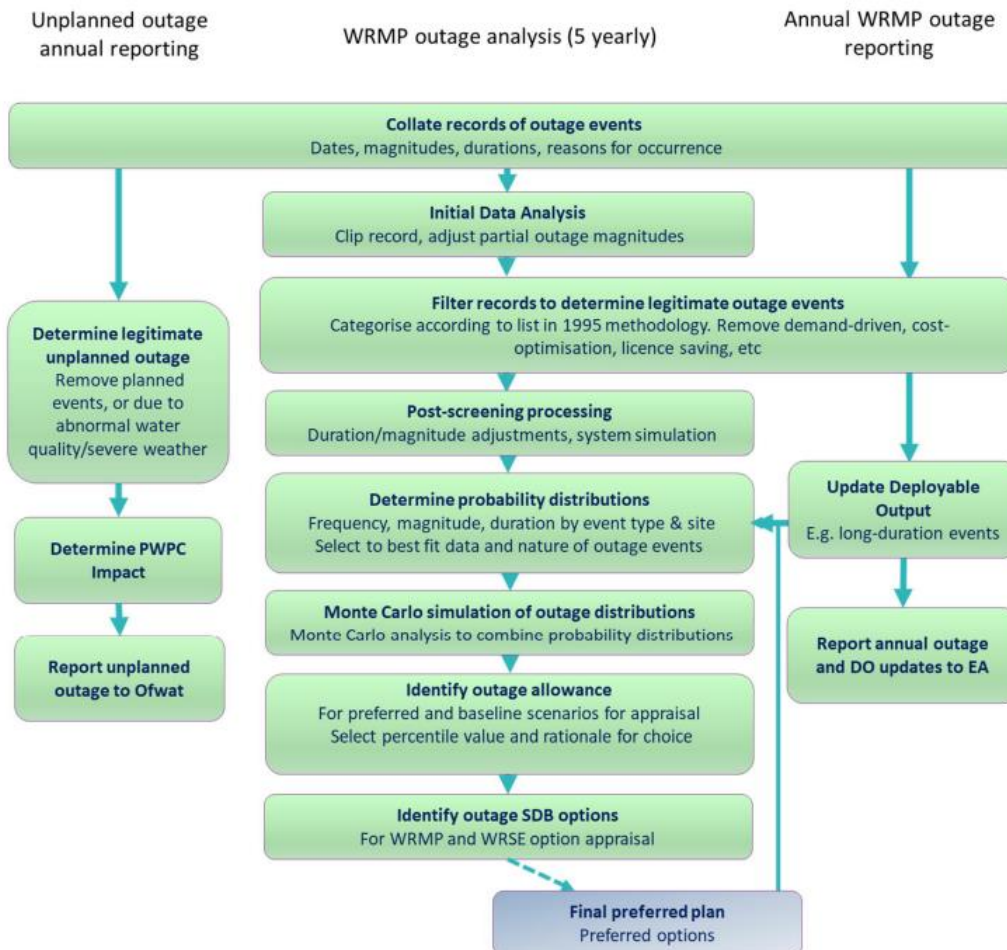 Unplanned outage
annual reporting
WRMP outage analysis (5 yearly)
Annual WRMP outage
reporting
Collate records of outage events
Dates, magnitudes, durations, reasons for occurrence
Initial Data Analysis
Clip record, adjust partial outage magnitudes
Filter records to determine legitimate outage events
Categorise according to list in 1995 methodology. Remove demand-driven, cost-
optimisation, licence saving, etc
Determine legitimate
unplanned outage
Remove planned
events, or due to
abnormal water
quality/severe weather
Post-screening processing
Duration/magnitude adjustments, system simulation
Determine probability distributions
Frequency, magnitude, duration by event type & site
Select to best fit data and nature of outage events
Update Deployable
Output
E.g. long-duration events
Determine PWPC
Impact
Monte Carlo simulation of outage distributions
Monte Carlo analysis to combine probability distributions
Report annual outage
and DO updates to EA
Report unplanned
outage to Ofwat
Identify outage allowance
For preferred and baseline scenarios for appraisal
Select percentile value and rationale for choice
Identify outage SDB options
For WRMP and WRSE option appraisal
Final preferred plan
Preferred options